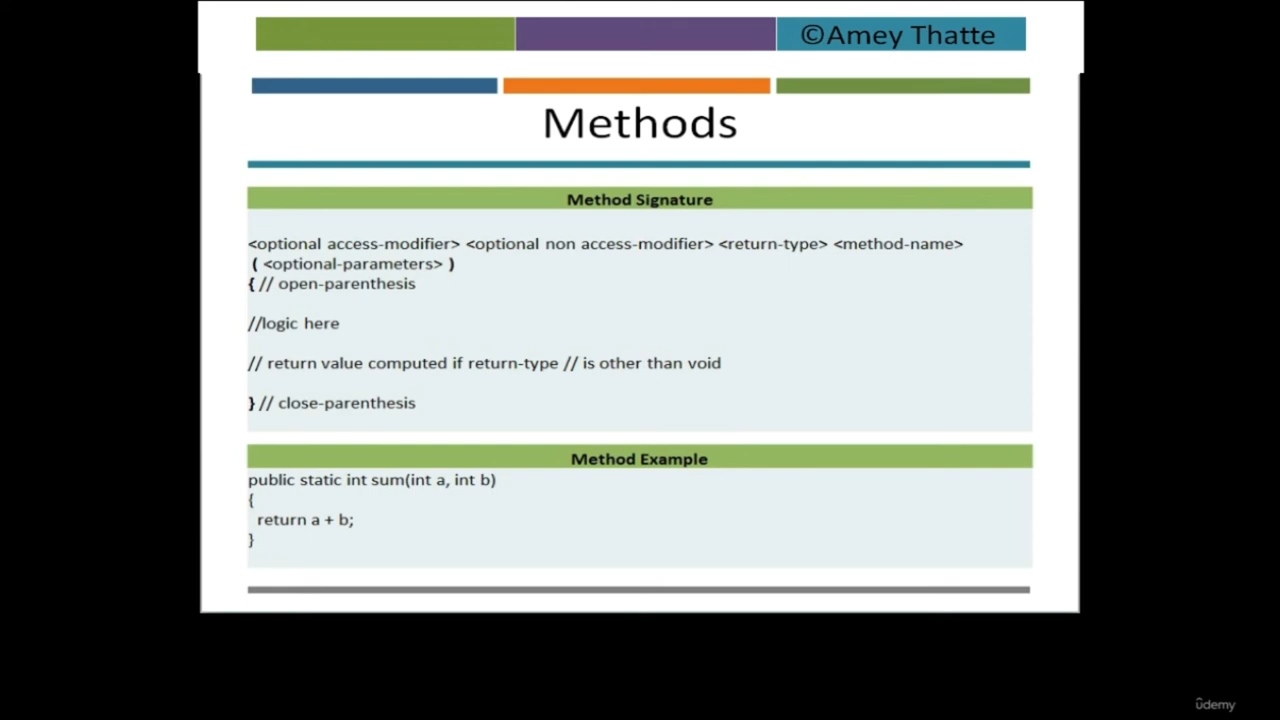 ©Amey Thatte
Methods
Method Signature
<optional access-modifier> <optional non access-modifier> <return-type> <method-name>
( <optional-parameters> )
{ // open-parenthesis
//logic here
// return value computed if return-type // is other than void
} // close-parenthesis
Method Example
public static int sum(int a, int b)
{
return a + b;
}
ûdemy